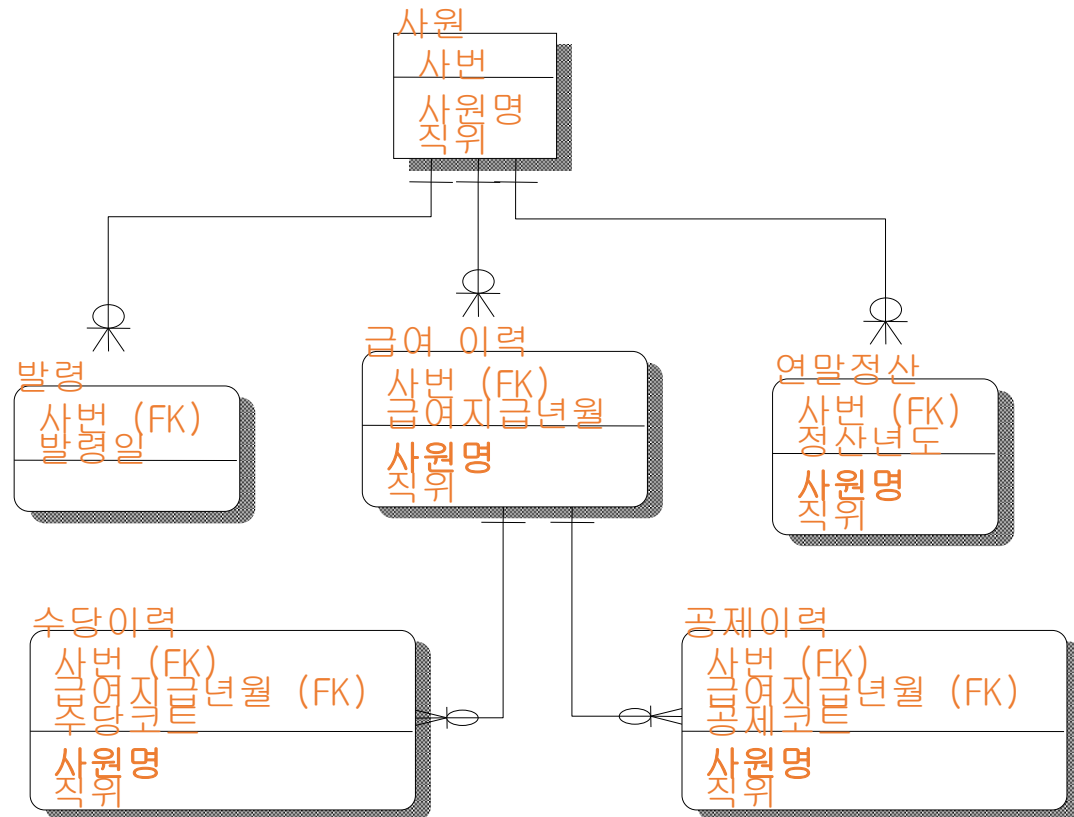 사원
사번
사원명
직위
발령
사번 (FK)
발령일
급여 이력
사번 (FK)
급여지급년월
사원명
직위
연말정산
사번 (FK)
정산년도
사원명
직위
수당이력
사번 (FK)
급여지급년월 (FK)
수당코트
사원명
직위
공제이력
사번 (FK)
급여지급년월 (FK)
공제코트
사원명
직위